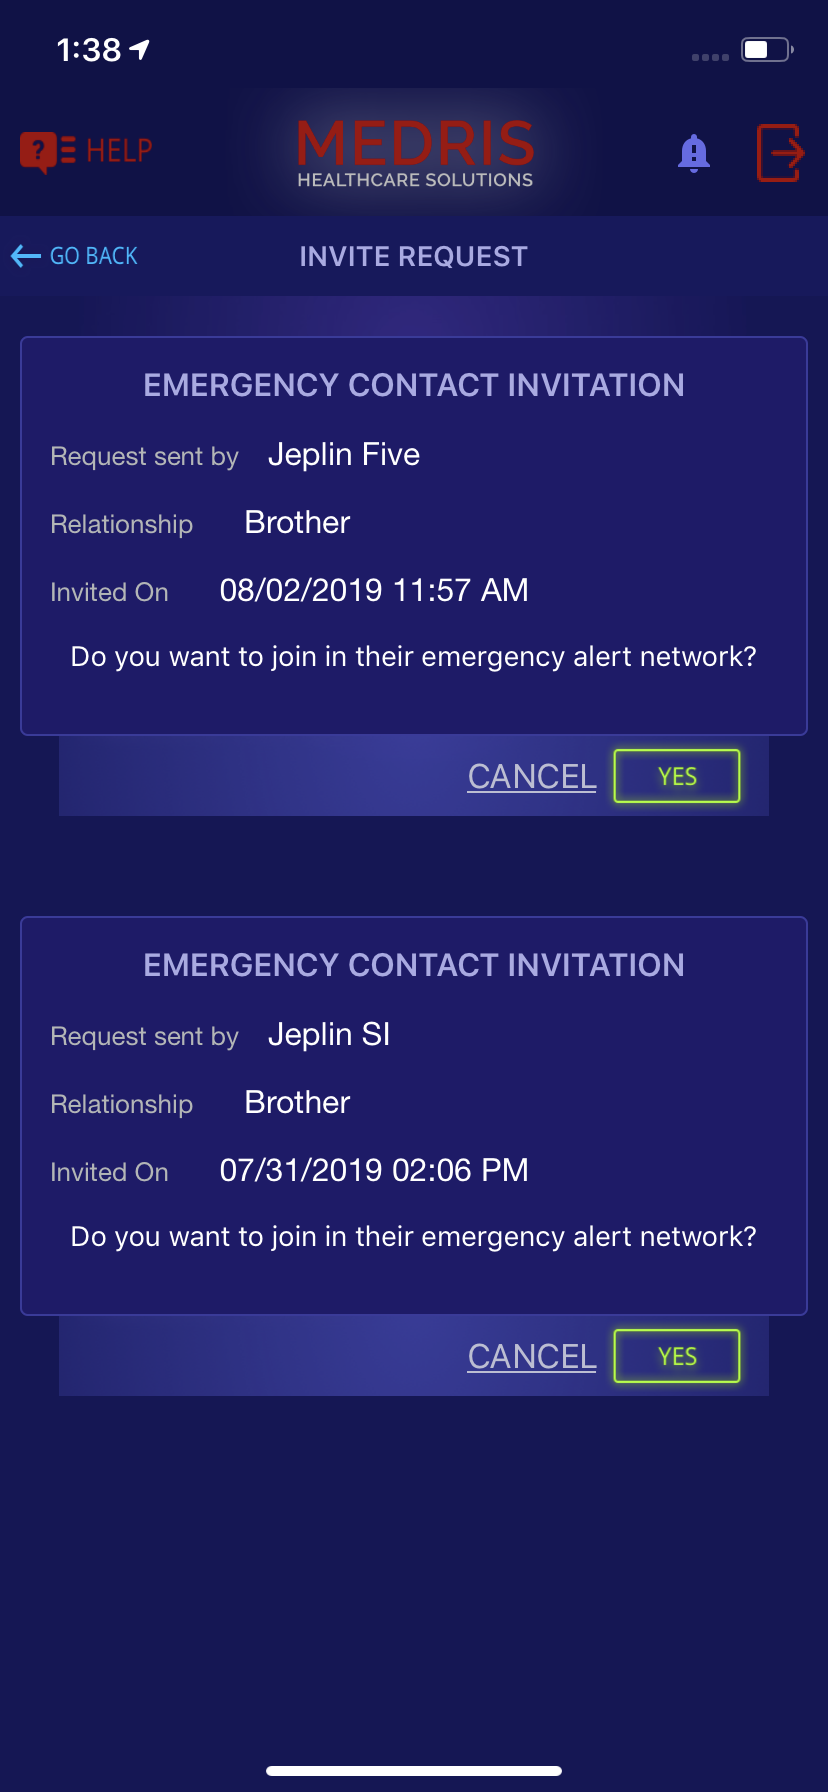 1:38
HELP
MEDRIS
HEALTHCARE SOLUTIONS
GO BACK
INVITE REQUEST
EMERGENCY CONTACT INVITATION
Request sent by Jeplin Five
Relationship Brother
Invited On 08/02/2019 11:57 AM
Do you want to join in their emergency alert network?
CANCEL YES
EMERGENCY CONTACT INVITATION
Request sent by Jeplin SI
Relationship Brother
Invited On 07/31/2019 02:06 PM
Do you want to join in their emergency alert network?
CANCEL YES